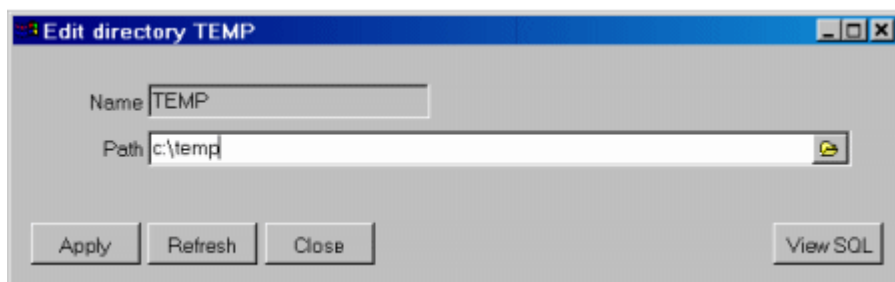 Edit directory TEMP
Name TEMP
Path c:\temp
Apply Refresh Close View SQL